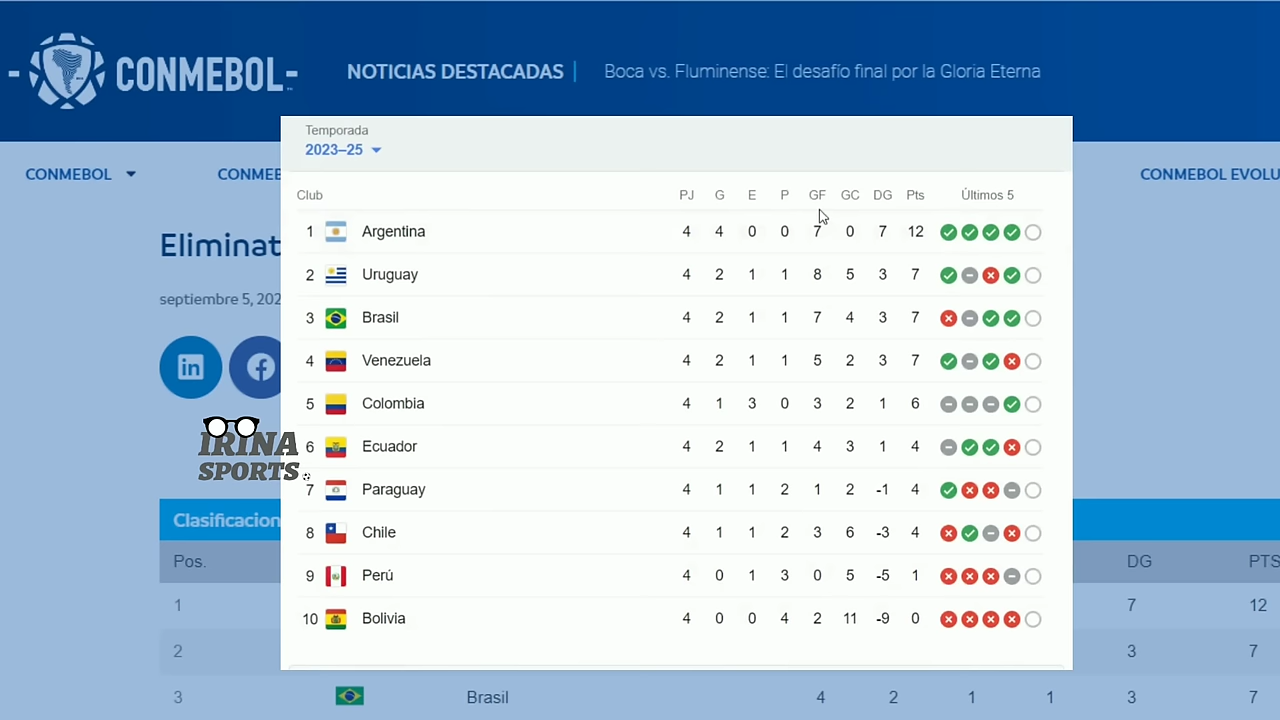 CONMEBOL
NOTICIAS DESTACADAS | Boca vs. Fluminense: El desafío final por la Gloria Eterna
CONMEBOL CONMEB CONMEBOL EVOLU
Temporada
2023–25
Club PJ G E P GF GC DG Pts Últimos 5
1 Argentina 4 4 0 0 7 0 7 12
2 Uruguay 4 2 1 1 8 5 3 7
3 Brasil 4 2 1 1 7 4 3 7
4 Venezuela 4 2 1 1 5 2 3 7
5 Colombia 4 1 3 0 3 2 1 6
6 Ecuador 4 2 1 1 4 3 1 4
7 Paraguay 4 1 1 2 1 2 -1 4
8 Chile 4 1 1 2 3 6 -3 4
9 Perú 4 0 1 3 0 5 -5 1
10 Bolivia 4 0 0 4 2 11 -9 0
Eliminat
septiembre 5, 202
in f
IRINA
SPORTS
Clasificacion
Pos. DG PTS
1 7 12
2 3 7
3 Brasil 4 2 1 1 3 7